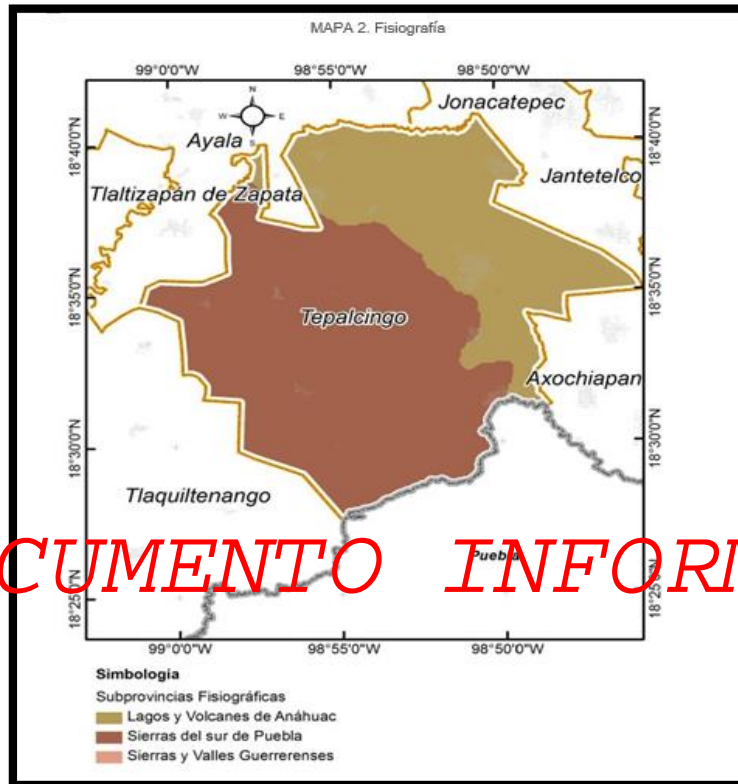 MAPA 2. Fisiografía
99°0'0"W 98°55'0"W 98°50'0"W
N
W E
S
Jonacatepec
Ayala
18°40'0"N 18°40'0"N
Jantetelco
Tlaltizapán de Zapata
18°35'0"N 18°35'0"N
Tepalcingo
Axochiapan
18°30'0"N 18°30'0"N
Tlaquiltenango
CUMENTO INFOR
Puebla
18°25'0"N 18°25'0"N
99°0'0"W 98°55'0"W 98°50'0"W
Simbología
Subprovincias Fisiográficas
Lagos y Volcanes de Anáhuac
Sierras del sur de Puebla
Sierras y Valles Guerrerenses